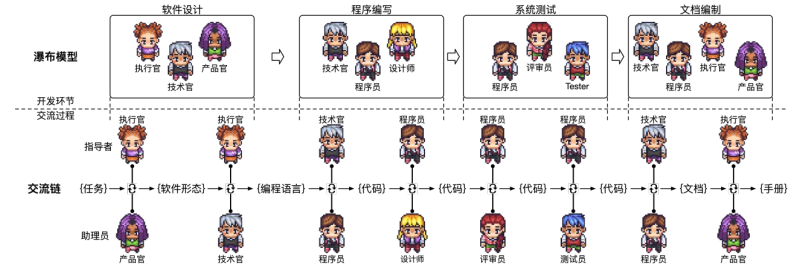 软件设计
程序编写
系统测试
文档编制
瀑布模型
执行官
产品官
技术官
技术官
设计师
程序员
评审员
程序员
Tester
技术官
执行官
程序员
产品官
开发环节
交流过程
执行官
执行官
技术官
程序员
程序员
程序员
技术官
执行官
指导者
交流链
{任务}
{软件形态}
{编程语言}
{代码}
{代码}
{代码}
{代码}
{文档}
{手册}
助理员
产品官
技术官
程序员
设计师
评审员
测试员
程序员
产品官